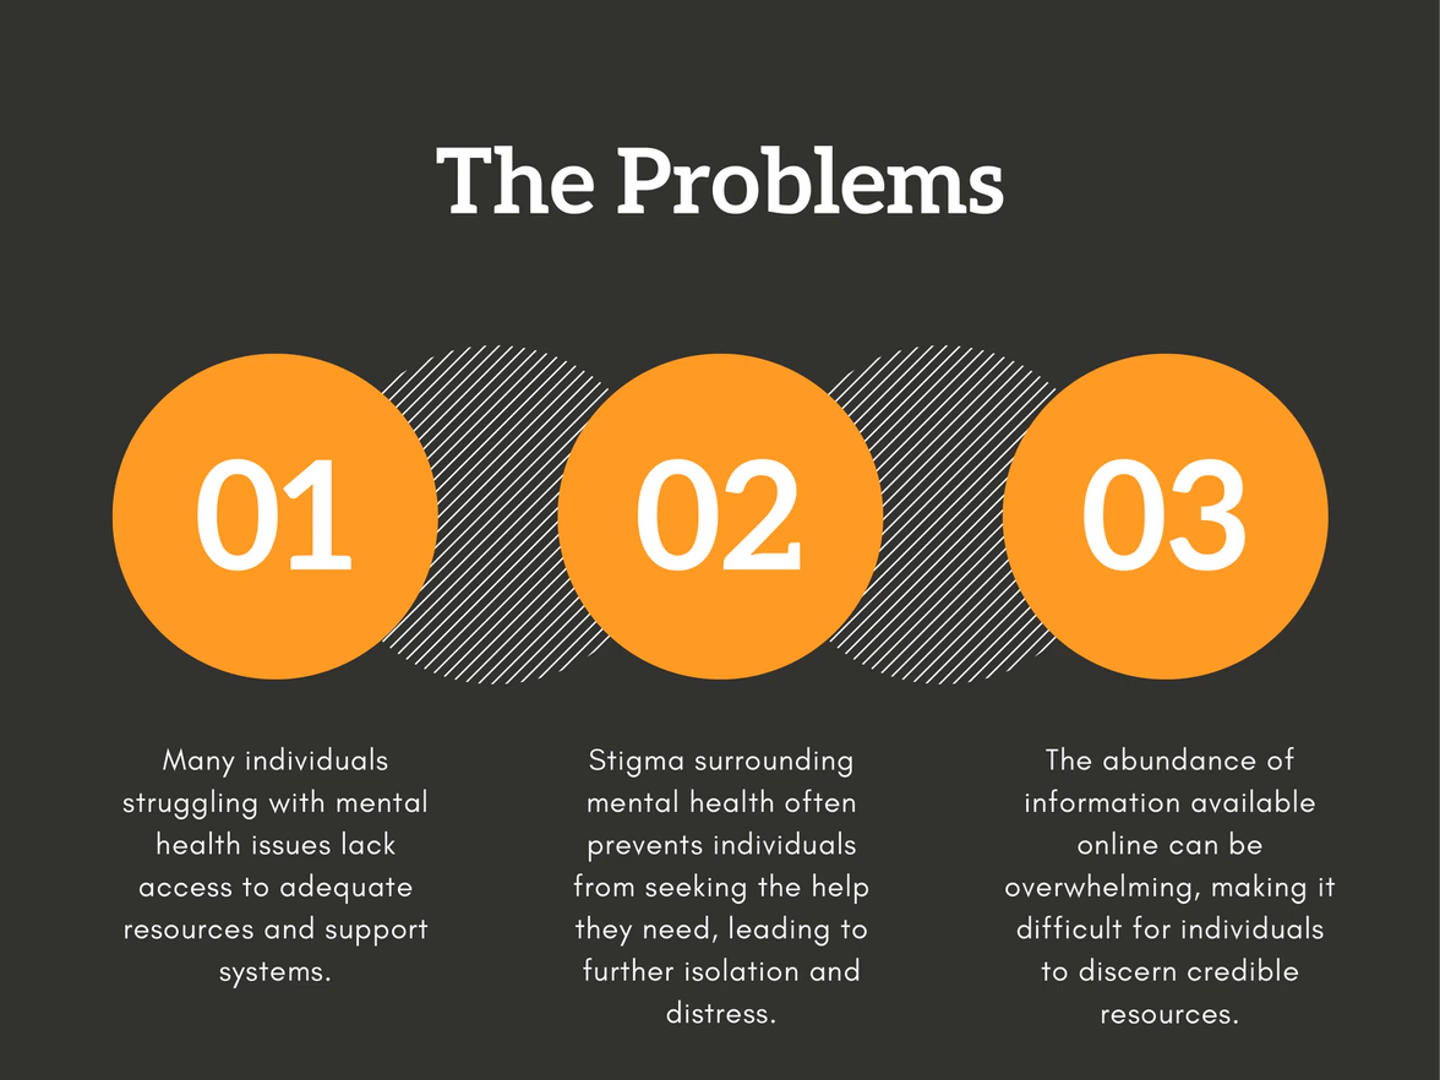 The Problems
01
02
03
Many individuals
struggling with mental
health issues lack
access to adequate
resources and support
systems.
Stigma surrounding
mental health often
prevents individuals
from seeking the help
they need, leading to
further isolation and
distress.
The abundance of
information available
online can be
overwhelming, making it
difficult for individuals
to discern credible
resources.